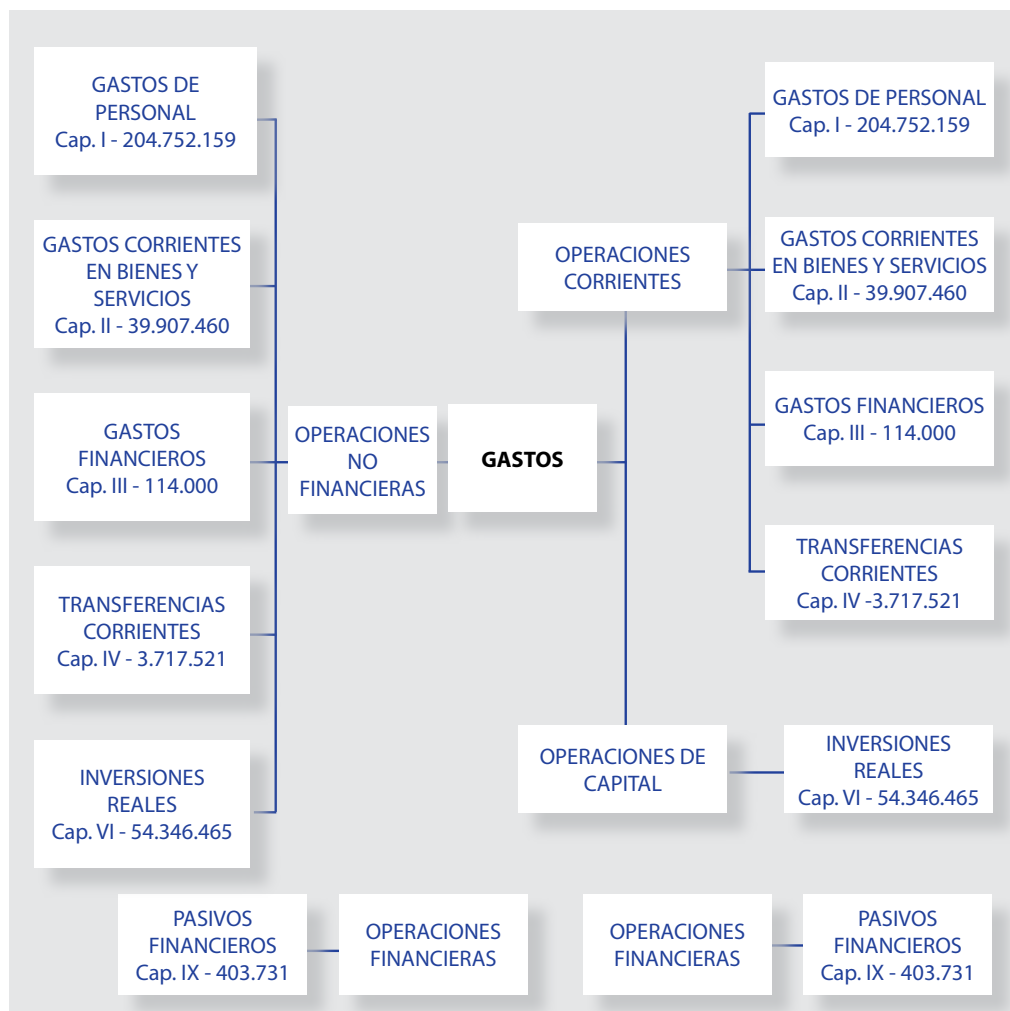 GASTOS DE
PERSONAL
Cap. I - 204.752.159
GASTOS CORRIENTES
EN BIENES Y
SERVICIOS
Cap. II - 39.907.460
GASTOS
FINANCIEROS
Cap. III - 114.000
TRANSFERENCIAS
CORRIENTES
Cap. IV - 3.717.521
INVERSIONES
REALES
Cap. VI - 54.346.465
OPERACIONES
NO
FINANCIERAS
GASTOS
OPERACIONES
CORRIENTES
GASTOS DE PERSONAL
Cap. I - 204.752.159
GASTOS CORRIENTES
EN BIENES Y SERVICIOS
Cap. II - 39.907.460
GASTOS FINANCIEROS
Cap. III - 114.000
TRANSFERENCIAS
CORRIENTES
Cap. IV -3.717.521
OPERACIONES DE
CAPITAL
INVERSIONES
REALES
Cap. VI - 54.346.465
PASIVOS
FINANCIEROS
Cap. IX - 403.731
OPERACIONES
FINANCIERAS
OPERACIONES
FINANCIERAS
PASIVOS
FINANCIEROS
Cap. IX - 403.731